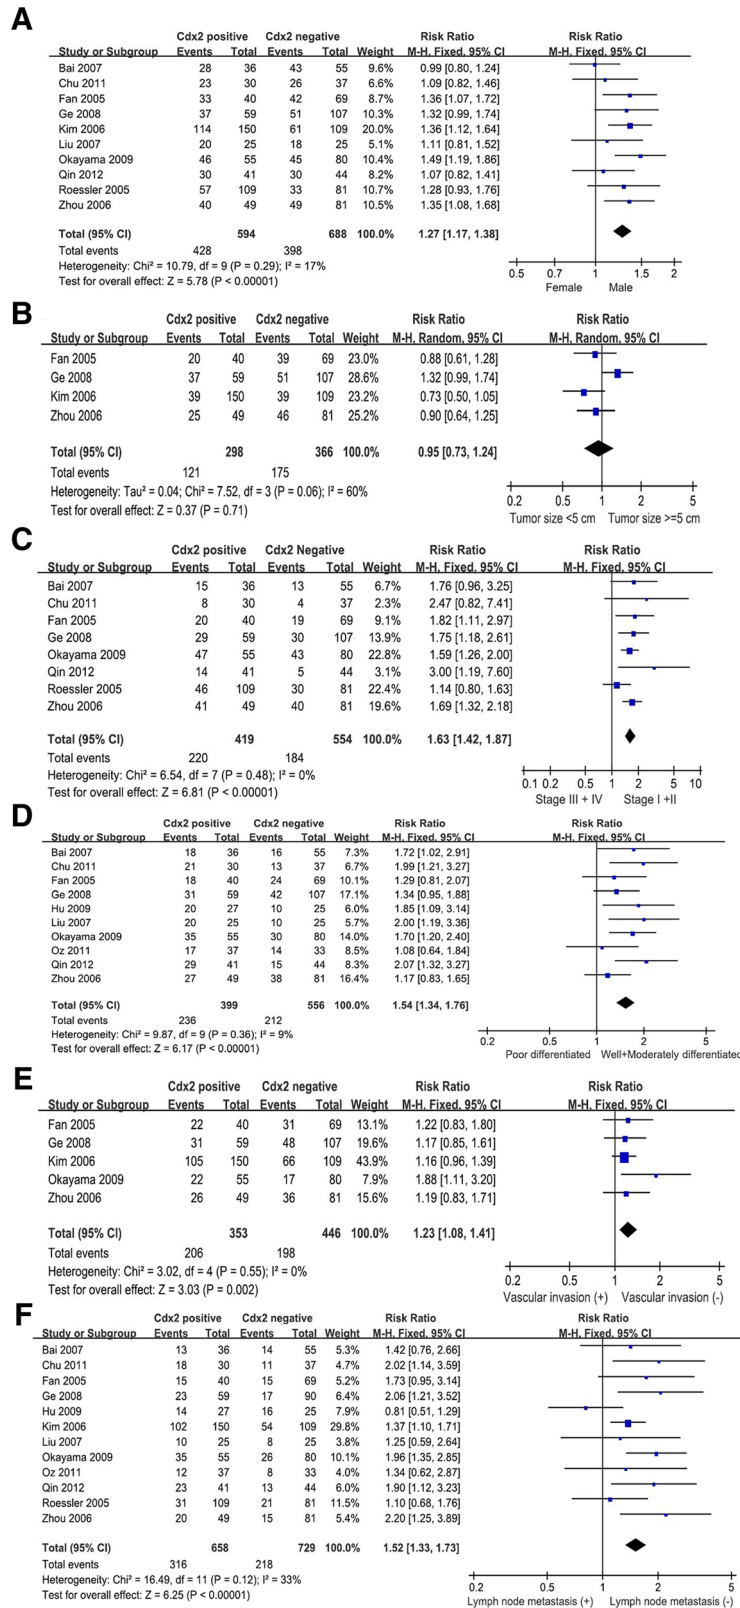 A
Cdx2 positive Cdx2 negative Risk Ratio Risk Ratio
Study or Subgroup Events Total Events Total Weight M-H. Fixed. 95% CI M-H. Fixed. 95% CI
Bai 2007 28 36 43 55 9.6% 0.99 [0.80, 1.24]
Chu 2011 23 30 26 37 7.0% 1.09 [0.82, 1.46]
Fan 2005 33 40 42 69 8.7% 1.36 [1.07, 1.72]
Ge 2008 37 59 51 107 10.3% 1.32 [0.99, 1.74]
Kim 2006 114 150 61 109 20.0% 1.36 [1.12, 1.64]
Liu 2007 20 25 18 25 5.1% 1.11 [0.81, 1.52]
Okayama 2009 46 55 45 80 10.4% 1.49 [1.19, 1.86]
Qin 2012 30 41 30 44 8.2% 1.07 [0.82, 1.41]
Roessler 2005 57 109 33 81 10.7% 1.28 [0.93, 1.76]
Zhou 2006 40 49 49 81 10.5% 1.35 [1.08, 1.68]
Total (95% CI) 594 688 100.0% 1.27 [1.17, 1.38]
Total events 428 398
Heterogeneity: Chi² = 10.79, df = 9 (P = 0.29); I² = 17%
Test for overall effect: Z = 5.78 (P < 0.00001)
0.5 0.7 1 1.5 2
Female Male
B
Cdx2 positive Cdx2 negative Risk Ratio Risk Ratio
Study or Subgroup Events Total Events Total Weight M-H. Random, 95% CI M-H. Random, 95% CI
Fan 2005 20 40 39 69 23.0% 0.88 [0.61, 1.28]
Ge 2008 37 59 51 107 28.6% 1.32 [0.99, 1.74]
Kim 2006 39 150 39 109 23.2% 0.73 [0.50, 1.05]
Zhou 2006 25 49 46 81 25.2% 0.90 [0.64, 1.25]
Total (95% CI) 298 366 100.0% 0.95 [0.73, 1.24]
Total events 121 175
Heterogeneity: Tau² = 0.04; Chi² = 7.52, df = 3 (P = 0.06); I² = 60%
Test for overall effect: Z = 0.37 (P = 0.71)
0.2 0.5 1 2 5
Tumor size <5 cm Tumor size >=5 cm
C
Cdx2 positive Cdx2 Negative Risk Ratio Risk Ratio
Study or Subgroup Events Total Events Total Weight M-H. Fixed. 95% CI M-H. Fixed. 95% CI
Bai 2007 15 36 13 55 6.7% 1.76 [0.96, 3.25]
Chu 2011 8 30 4 37 2.3% 2.47 [0.82, 7.41]
Fan 2005 20 40 19 69 9.1% 1.82 [1.11, 2.97]
Ge 2008 29 59 30 107 13.9% 1.75 [1.18, 2.61]
Okayama 2009 47 55 43 80 22.8% 1.59 [1.26, 2.00]
Qin 2012 14 41 5 44 3.1% 3.00 [1.19, 7.60]
Roessler 2005 46 109 30 81 22.4% 1.14 [0.80, 1.63]
Zhou 2006 41 49 40 81 19.6% 1.69 [1.32, 2.18]
Total (95% CI) 419 554 100.0% 1.63 [1.42, 1.87]
Total events 220 184
Heterogeneity: Chi² = 6.54, df = 7 (P = 0.48); I² = 0%
Test for overall effect: Z = 6.81 (P < 0.00001)
0.1 0.2 0.5 1 2 5 10
Stage III + IV Stage I +II
D
Cdx2 positive Cdx2 negative Risk Ratio Risk Ratio
Study or Subgroup Events Total Events Total Weight M-H. Fixed. 95% CI M-H. Fixed. 95% CI
Bai 2007 18 36 16 55 7.3% 1.72 [1.02, 2.91]
Chu 2011 21 30 13 37 6.7% 1.99 [1.21, 3.27]
Fan 2005 18 40 24 69 10.1% 1.29 [0.81, 2.07]
Ge 2008 31 59 42 107 17.1% 1.34 [0.95, 1.88]
Hu 2009 20 27 10 25 6.0% 1.85 [1.09, 3.14]
Liu 2007 20 25 10 25 5.7% 2.00 [1.19, 3.36]
Okayama 2009 35 55 30 80 14.0% 1.70 [1.20, 2.40]
Oz 2011 17 37 14 33 8.5% 1.08 [0.64, 1.84]
Qin 2012 29 41 15 44 8.3% 2.07 [1.32, 3.27]
Zhou 2006 27 49 38 81 16.4% 1.17 [0.83, 1.65]
Total (95% CI) 399 556 100.0% 1.54 [1.34, 1.76]
Total events 236 212
Heterogeneity: Chi² = 9.87, df = 9 (P = 0.36); I² = 9%
Test for overall effect: Z = 6.17 (P < 0.00001)
0.2 0.5 1 2 5
Poor differentiated Well+Moderately differentiated
E
Cdx2 positive Cdx2 negative Risk Ratio Risk Ratio
Study or Subgroup Events Total Events Total Weight M-H. Fixed. 95% CI M-H. Fixed. 95% CI
Fan 2005 22 40 31 69 13.1% 1.22 [0.83, 1.80]
Ge 2008 31 59 48 107 19.6% 1.17 [0.85, 1.61]
Kim 2006 105 150 66 109 43.9% 1.16 [0.96, 1.39]
Okayama 2009 22 55 17 80 7.9% 1.88 [1.11, 3.20]
Zhou 2006 26 49 36 81 15.6% 1.19 [0.83, 1.71]
Total (95% CI) 353 446 100.0% 1.23 [1.08, 1.41]
Total events 206 198
Heterogeneity: Chi² = 3.02, df = 4 (P = 0.55); I² = 0%
Test for overall effect: Z = 3.03 (P = 0.002)
0.2 0.5 1 2 5
Vascular invasion (+) Vascular invasion (-)
F
Cdx2 positive Cdx2 negative Risk Ratio Risk Ratio
Study or Subgroup Events Total Events Total Weight M-H. Fixed. 95% CI M-H. Fixed. 95% CI
Bai 2007 13 36 14 55 5.3% 1.42 [0.76, 2.66]
Chu 2011 18 30 11 37 4.7% 2.02 [1.14, 3.59]
Fan 2005 15 40 15 69 5.2% 1.73 [0.95, 3.14]
Ge 2008 23 59 17 90 6.4% 2.06 [1.21, 3.52]
Hu 2009 14 27 16 25 7.9% 0.81 [0.51, 1.29]
Kim 2006 102 150 54 109 29.8% 1.37 [1.10, 1.71]
Liu 2007 10 25 8 25 3.8% 1.25 [0.59, 2.64]
Okayama 2009 35 55 26 80 10.1% 1.96 [1.35, 2.85]
Oz 2011 12 37 8 33 4.0% 1.34 [0.62, 2.87]
Qin 2012 23 41 13 44 6.0% 1.90 [1.12, 3.23]
Roessler 2005 31 109 21 81 11.5% 1.10 [0.68, 1.76]
Zhou 2006 20 49 15 81 5.4% 2.20 [1.25, 3.89]
Total (95% CI) 658 729 100.0% 1.52 [1.33, 1.73]
Total events 316 218
Heterogeneity: Chi² = 16.49, df = 11 (P = 0.12); I² = 33%
Test for overall effect: Z = 6.25 (P < 0.00001)
0.2 0.5 1 2 5
Lymph node metastasis (+) Lymph node metastasis (-)